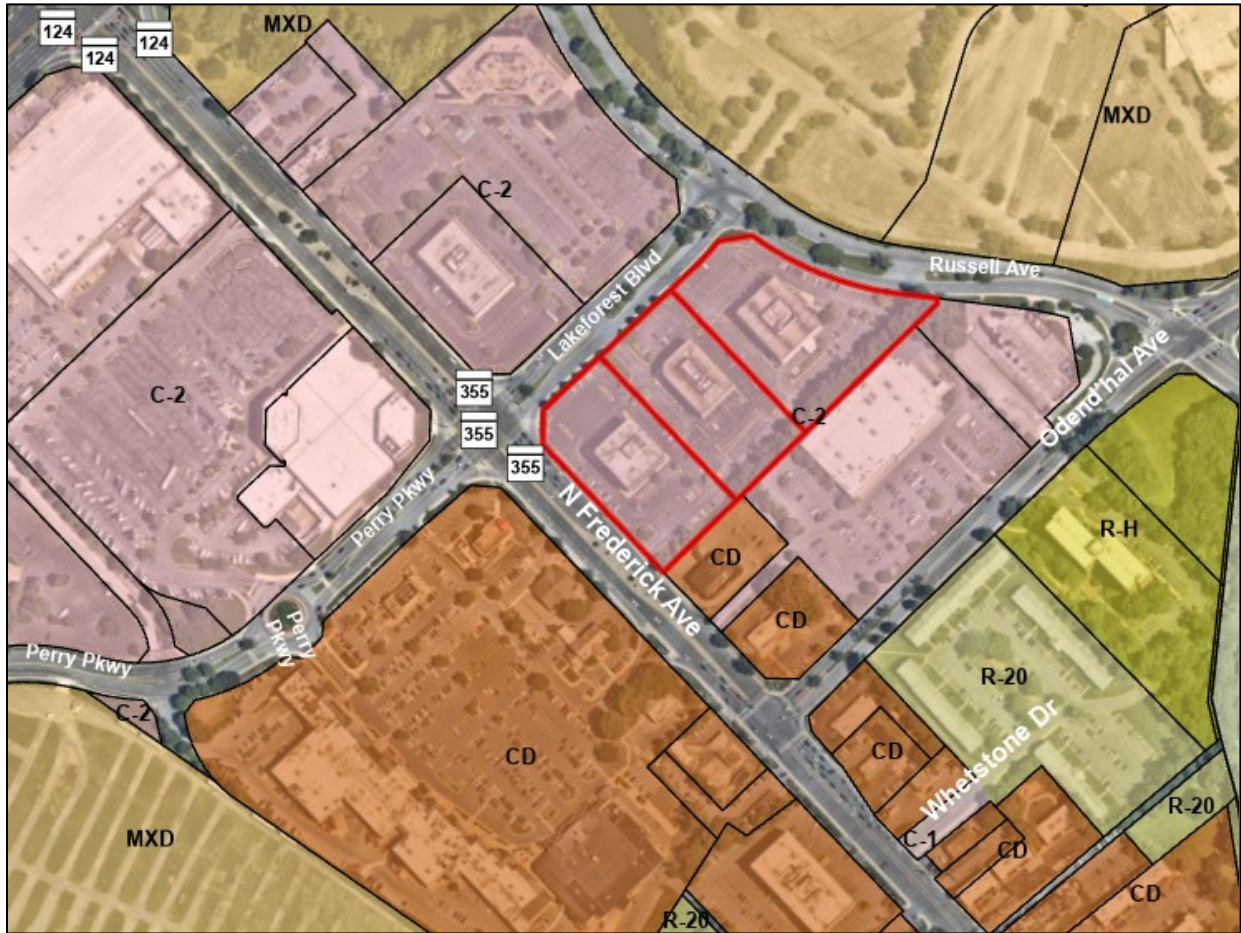 124
124
124
MXD
MXD
C-2
Lakeforest Blvd
Russell Ave
355
355
355
C-2
C-2
Odend'hal Ave
Perry Pkwy
N Frederick Ave
R-H
CD
CD
Perry
Pkwy
Perry Pkwy
C-2
R-20
Whetstone Dr
CD
CD
MXD
C-1
CD
R-20
CD
R-20